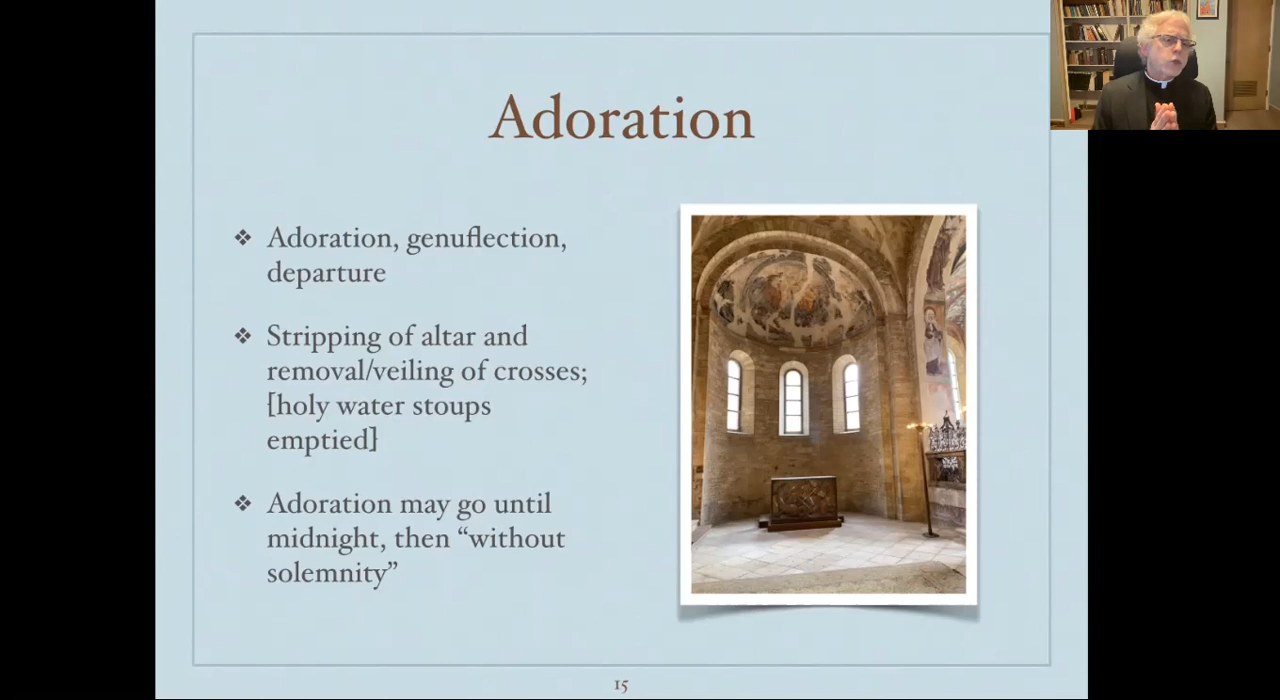 Adoration
❖ Adoration, genuflection,
departure
❖ Stripping of altar and
removal/veiling of crosses;
[holy water stoups
emptied]
❖ Adoration may go until
midnight, then “without
solemnity”
15